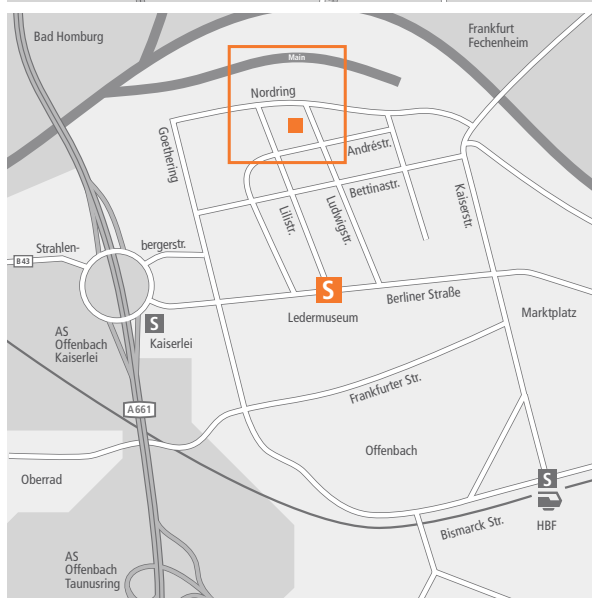 Bad Homburg
Frankfurt
Fechenheim
Main
Nordring
Goethering
Andréstr.
Bettinastr.
Lilistr.
Ludwigstr.
Kaiserstr.
Strahlen-
bergerstr.
B43
S
Berliner Straße
Ledermuseum
Marktplatz
S
Kaiserlei
AS
Offenbach
Kaiserlei
Frankfurter Str.
A661
Offenbach
Oberrad
S
HBF
Bismarck Str.
AS
Offenbach
Taunusring